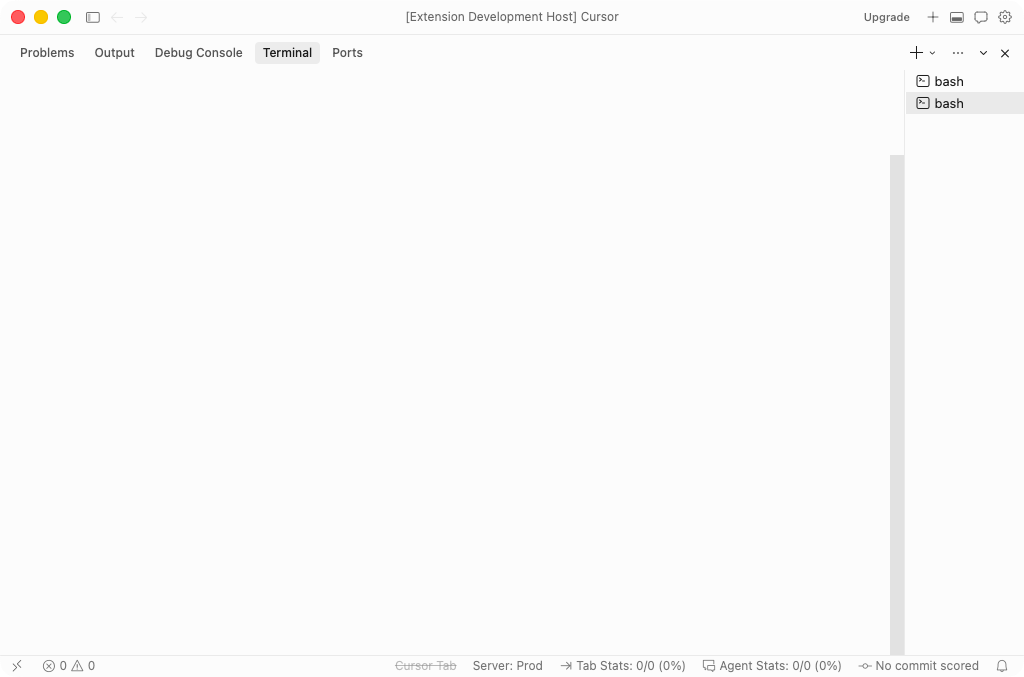 [Extension Development Host] Cursor
Upgrade
Problems Output Debug Console Terminal Ports
bash
bash
0 0 Cursor Tab Server: Prod Tab Stats: 0/0 (0%) Agent Stats: 0/0 (0%) No commit scored